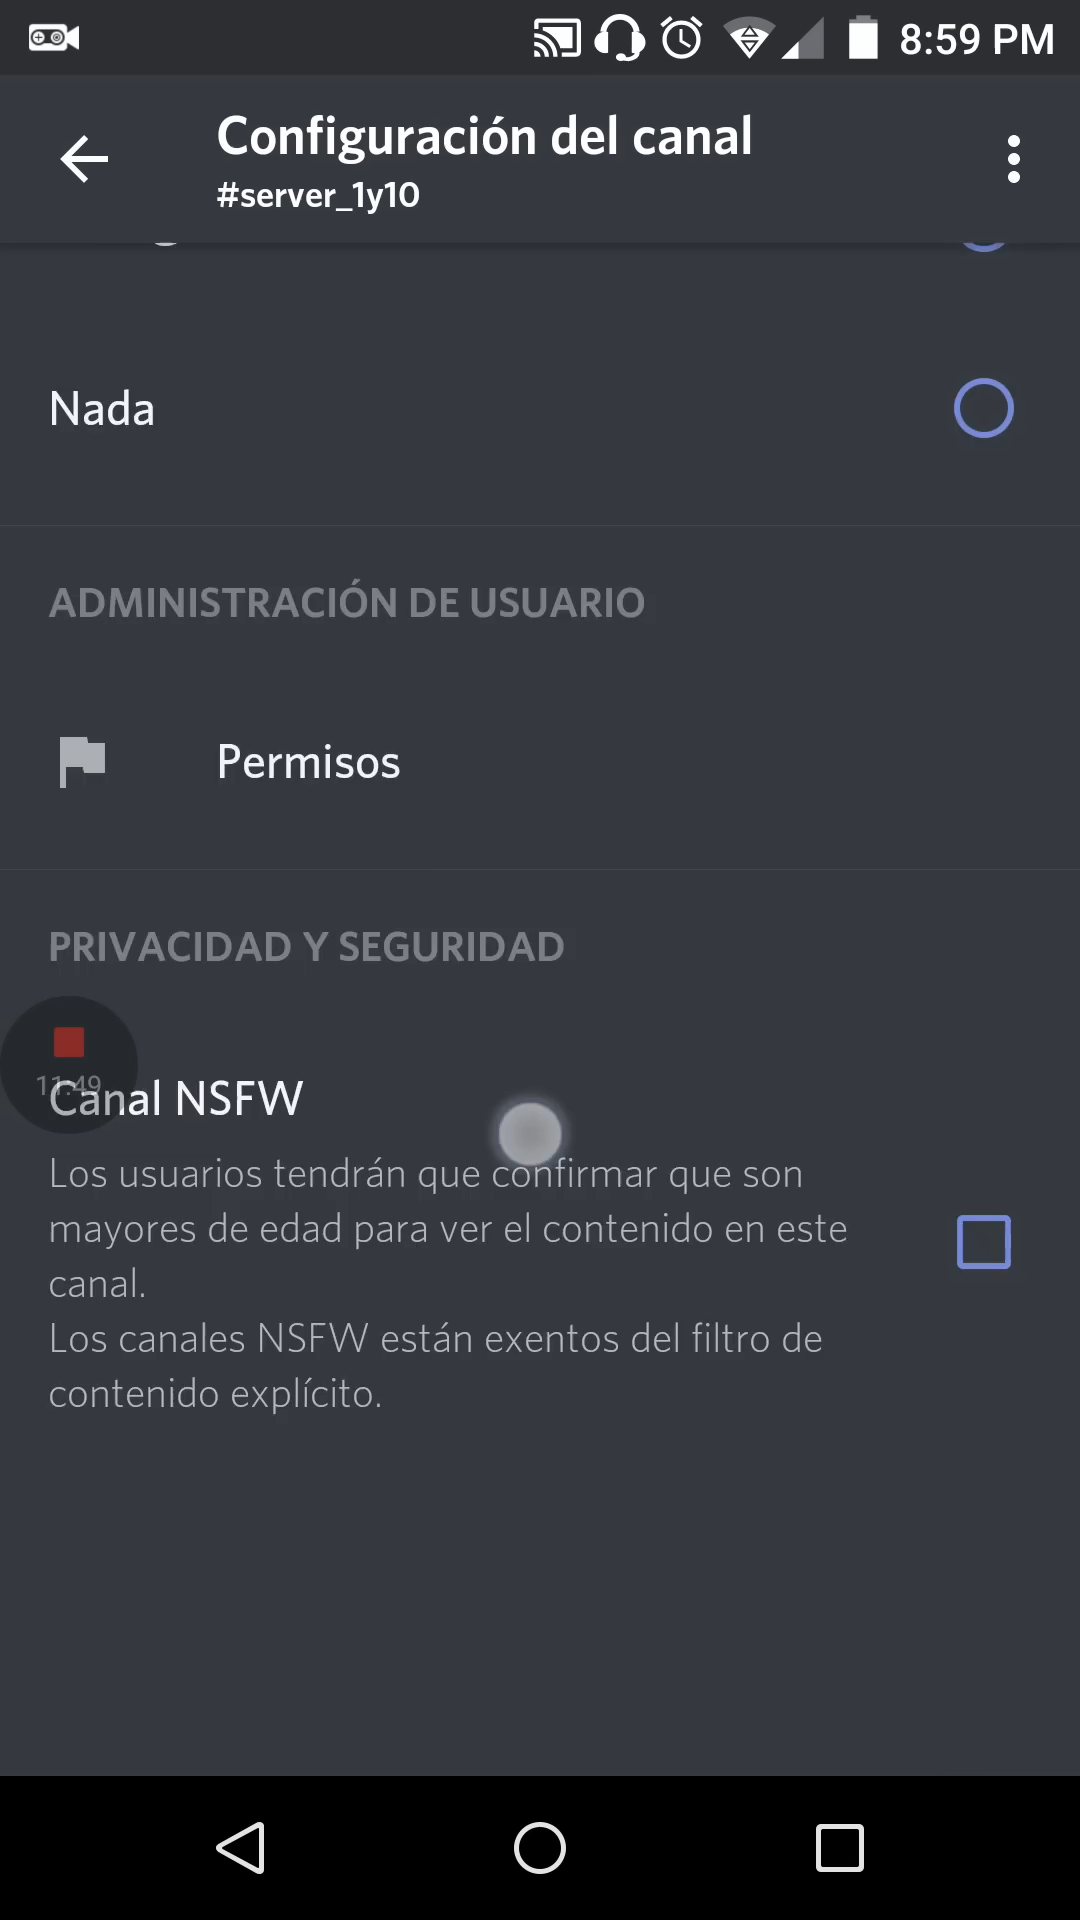 8:59 PM
Configuración del canal
#server_1y10
Nada
ADMINISTRACIÓN DE USUARIO
Permisos
PRIVACIDAD Y SEGURIDAD
11:49
Canal NSFW
Los usuarios tendrán que confirmar que son
mayores de edad para ver el contenido en este
canal.
Los canales NSFW están exentos del filtro de
contenido explícito.